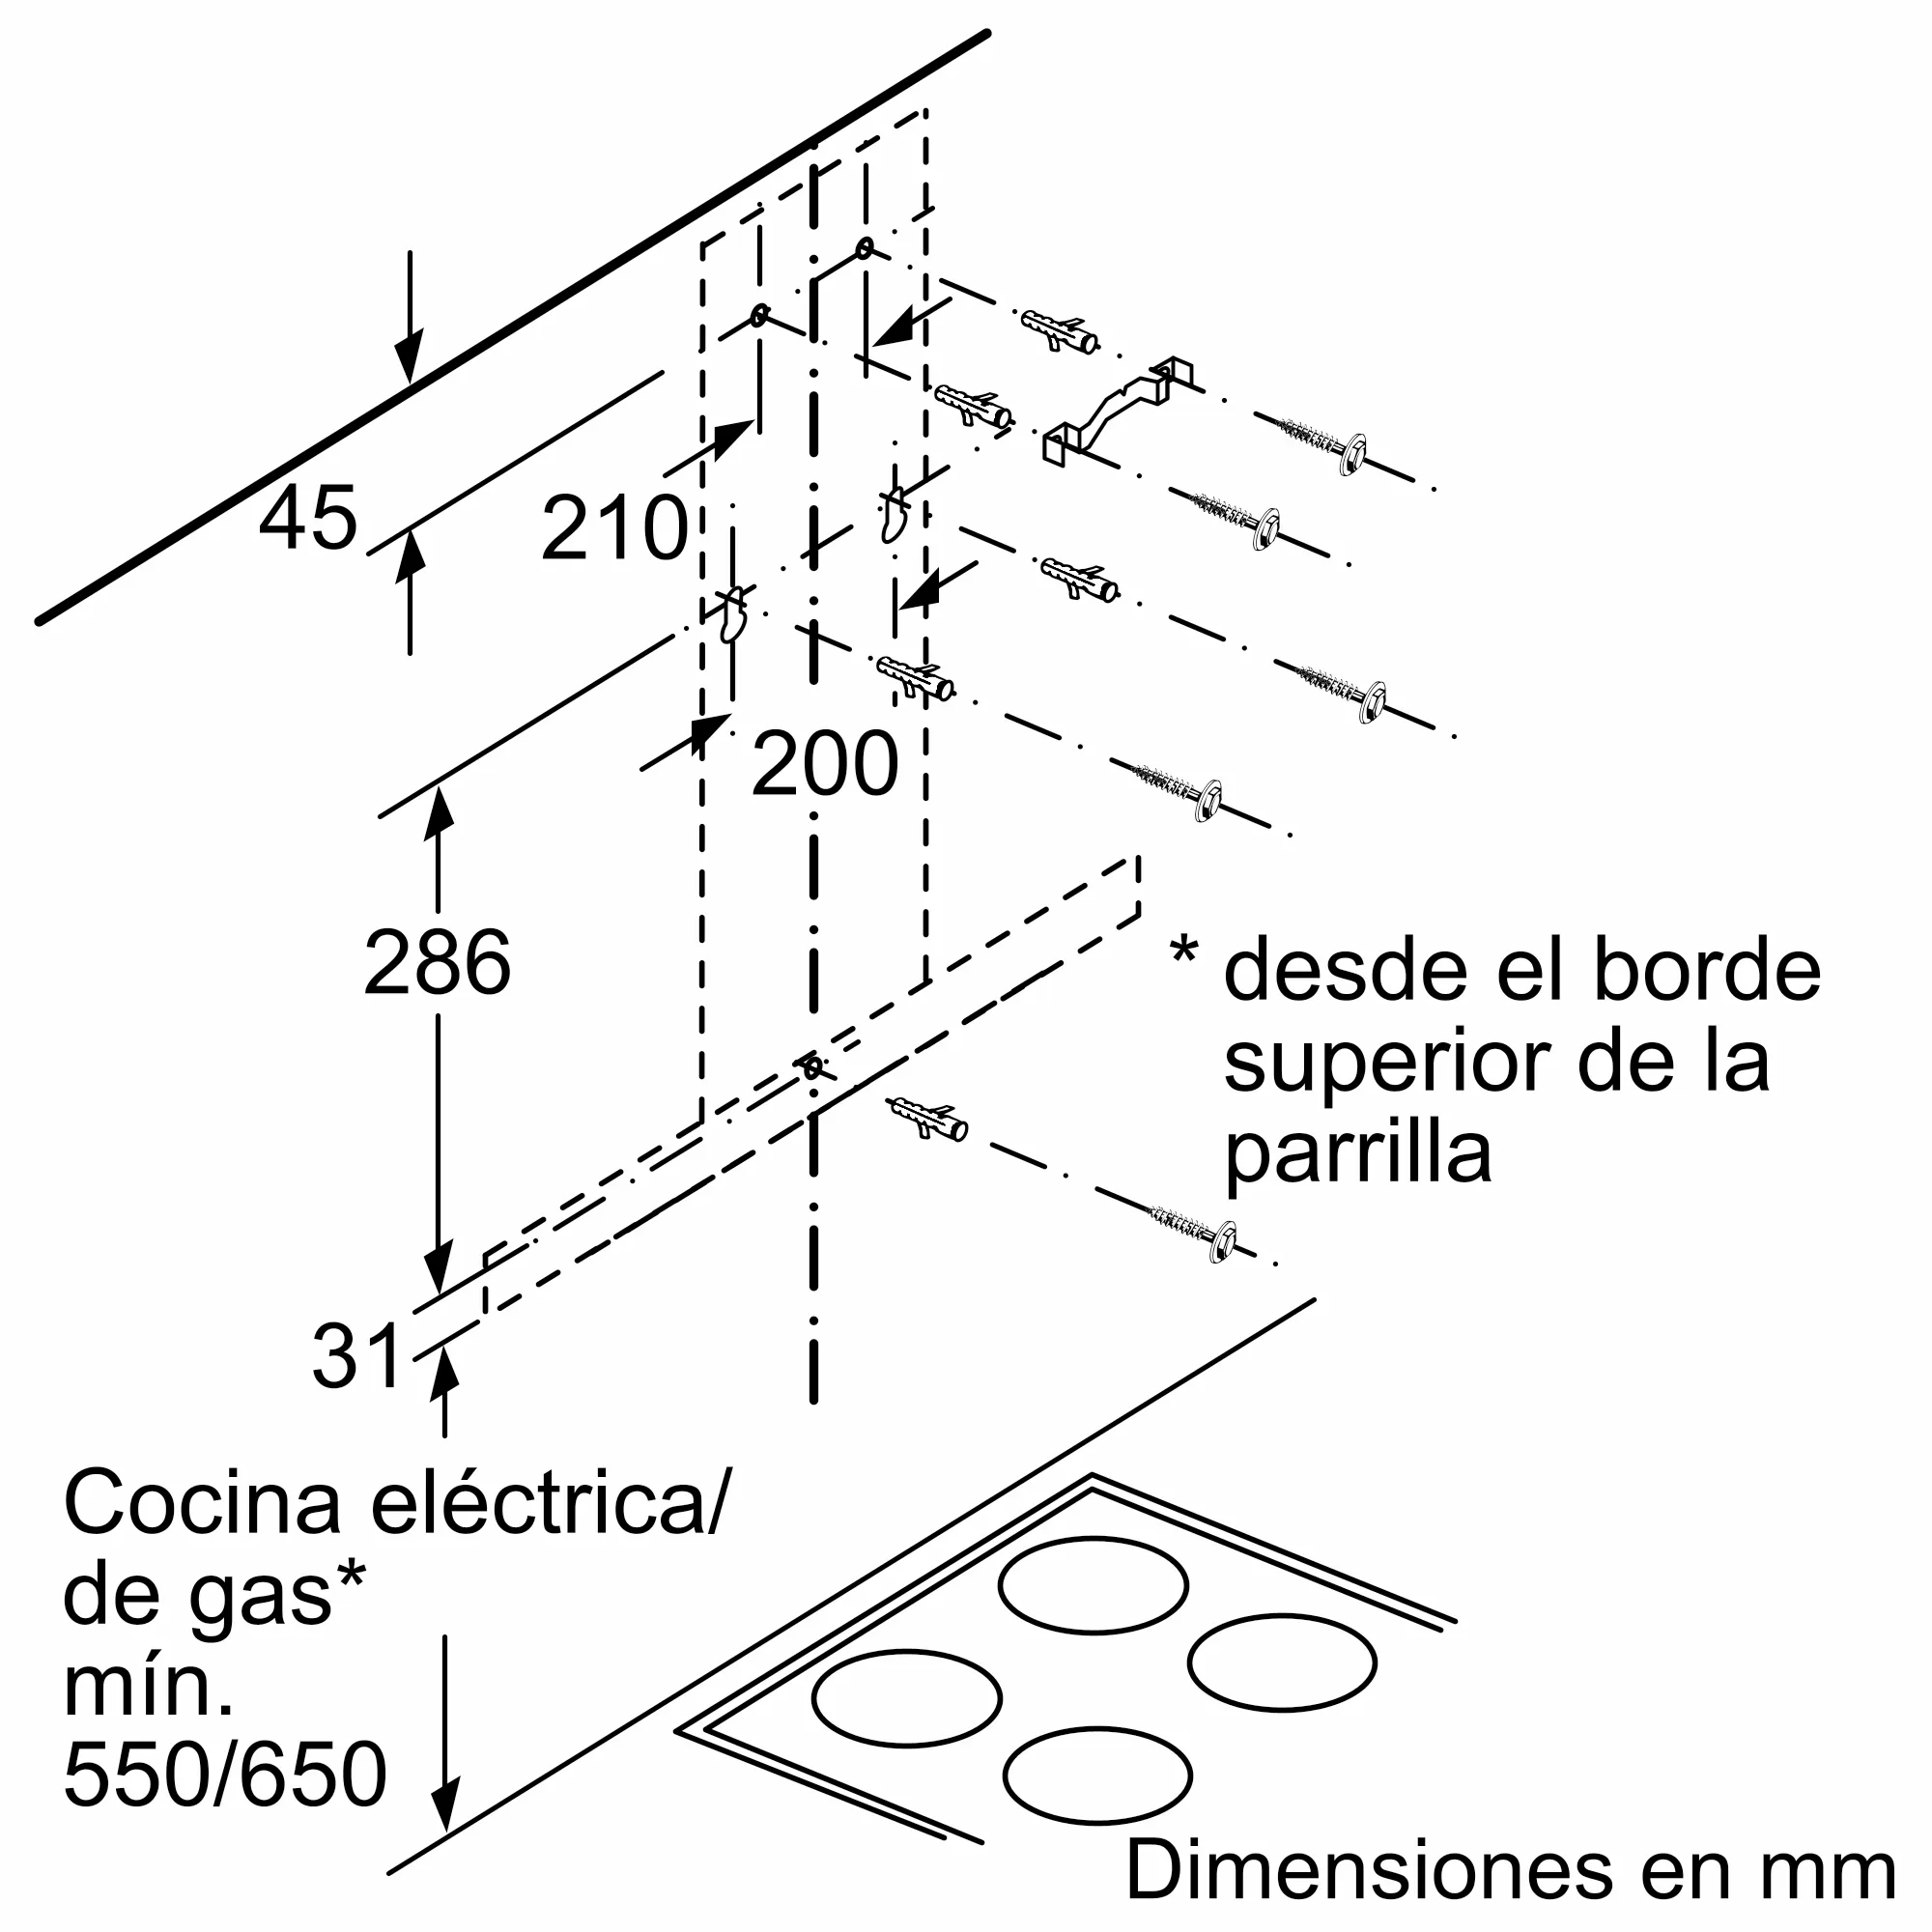 45
210
200
286
* desde el borde
superior de la
parrilla
31
Cocina eléctrica/
de gas*
mín.
550/650
Dimensiones en mm